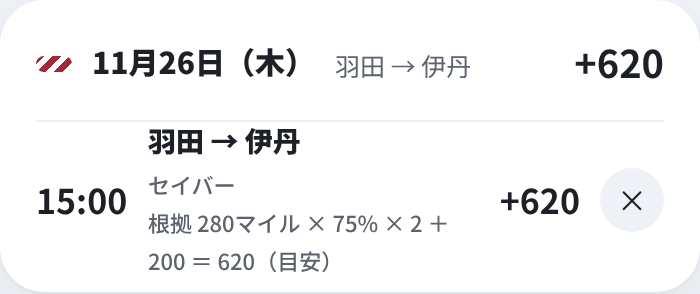 11月26日（木） 羽田 → 伊丹 +620
羽田 → 伊丹
セイバー
15:00 +620 ×
根拠 280マイル × 75% × 2 ＋
200 ＝ 620（目安）